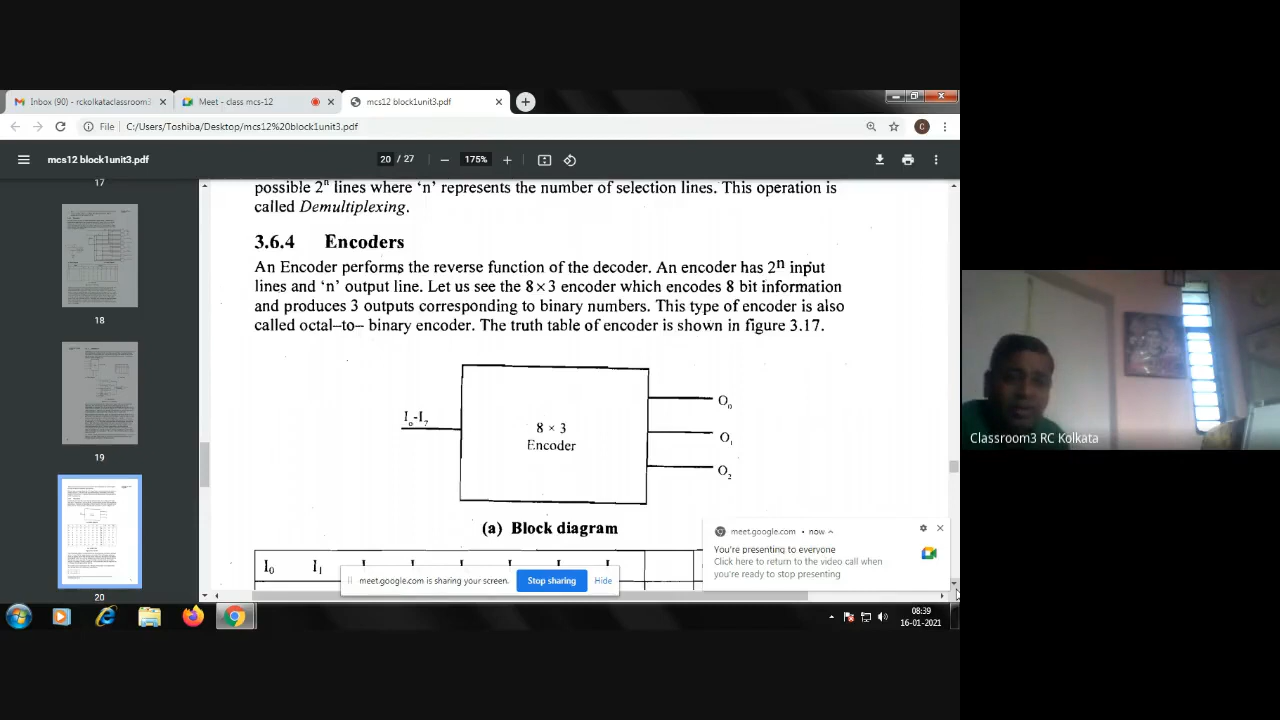 Inbox (90) - rckolkataclassroom3
Meet - class mcs-12
mcs12 block1unit3.pdf
File
C:/Users/Toshiba/Desktop/mcs12%20block1unit3.pdf
C
mcs12 block1unit3.pdf
20 / 27
175%
17
18
19
20
possible 2ⁿ lines where ‘n’ represents the number of selection lines. This operation is
called Demultiplexing.
3.6.4 Encoders
An Encoder performs the reverse function of the decoder. An encoder has 2ⁿ input
lines and ‘n’ output line. Let us see the 8×3 encoder which encodes 8 bit information
and produces 3 outputs corresponding to binary numbers. This type of encoder is also
called octal–to– binary encoder. The truth table of encoder is shown in figure 3.17.
I₀-I₇
8 × 3
Encoder
O₀
O₁
O₂
(a) Block diagram
I₀ I₁
meet.google.com • now
You're presenting to everyone
Click here to return to the video call when
you're ready to stop presenting
meet.google.com is sharing your screen.
Stop sharing
Hide
08:39
16-01-2021
Classroom3 RC Kolkata